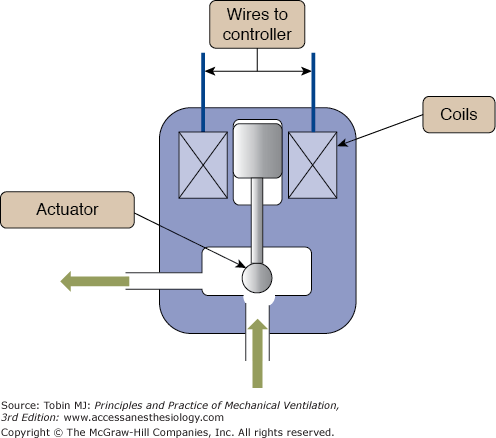 Wires to
controller
Coils
Actuator
Source: Tobin MJ: Principles and Practice of Mechanical Ventilation,
3rd Edition: www.accessanesthesiology.com
Copyright © The McGraw-Hill Companies, Inc. All rights reserved.